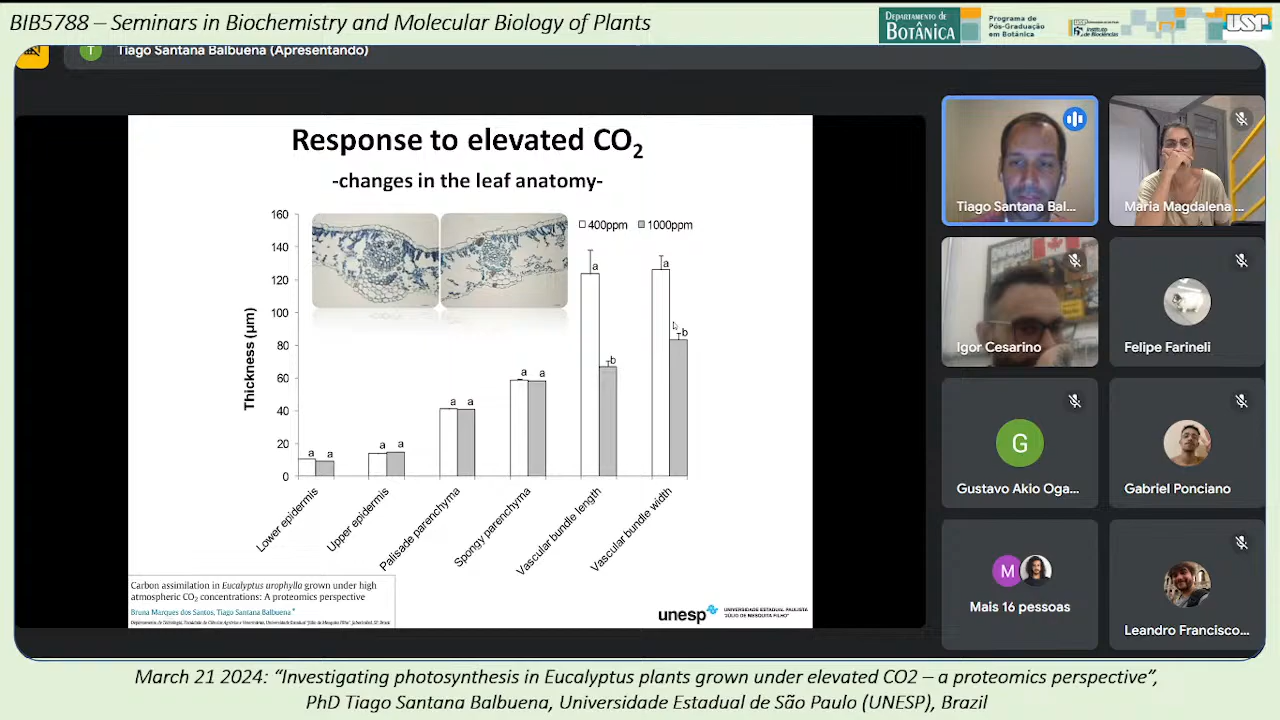 BIB5788 – Seminars in Biochemistry and Molecular Biology of Plants
DEPARTAMENTO DE
BOTÂNICA
Programa de
Pós-Graduação
em Botânica
USP
T
Tiago Santana Balbuena (Apresentando)
Response to elevated CO2
-changes in the leaf anatomy-
400ppm 1000ppm
Thickness (μm)
160
140
120
100
80
60
40
20
0
a a
a a
a a
a a
a b
a b
Lower epidermis
Upper epidermis
Palisade parenchyma
Spongy parenchyma
Vascular bundle length
Vascular bundle width
Carbon assimilation in Eucalyptus urophylla grown under high
atmospheric CO2 concentrations: A proteomics perspective
Bruna Marques dos Santos, Tiago Santana Balbuena*
unesp
UNIVERSIDADE ESTADUAL PAULISTA
"JÚLIO DE MESQUITA FILHO"
Tiago Santana Bal...
Maria Magdalena ...
Igor Cesarino
Felipe Farineli
G
Gustavo Akio Oga...
Gabriel Ponciano
M
Mais 16 pessoas
Leandro Francisco...
March 21 2024: “Investigating photosynthesis in Eucalyptus plants grown under elevated CO2 – a proteomics perspective”,
PhD Tiago Santana Balbuena, Universidade Estadual de São Paulo (UNESP), Brazil